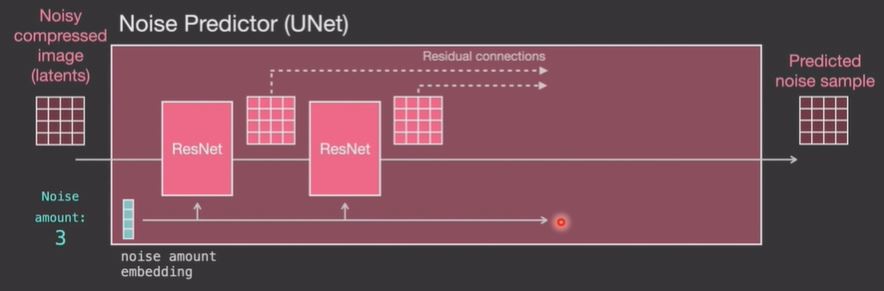 Noisy
compressed
image
(latents)
Noise Predictor (UNet)
Residual connections
Predicted
noise sample
ResNet
ResNet
Noise
amount:
3
noise amount
embedding